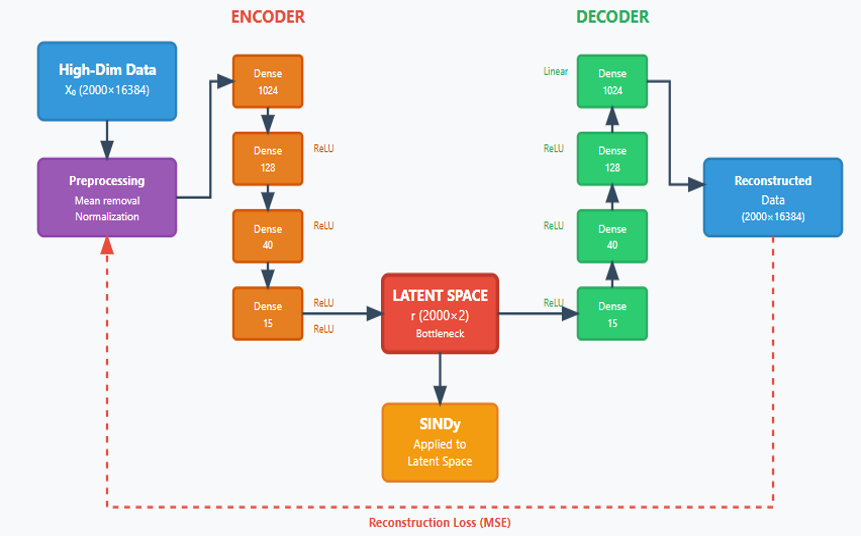 ENCODER
DECODER
High-Dim Data
X₀ (2000×16384)
Preprocessing
Mean removal
Normalization
Dense
1024
Dense
128
ReLU
Dense
40
ReLU
Dense
15
ReLU
ReLU
LATENT SPACE
r (2000×2)
Bottleneck
SINDy
Applied to
Latent Space
Linear
Dense
1024
ReLU
Dense
128
ReLU
Dense
40
ReLU
Dense
15
Reconstructed
Data
(2000×16384)
Reconstruction Loss (MSE)